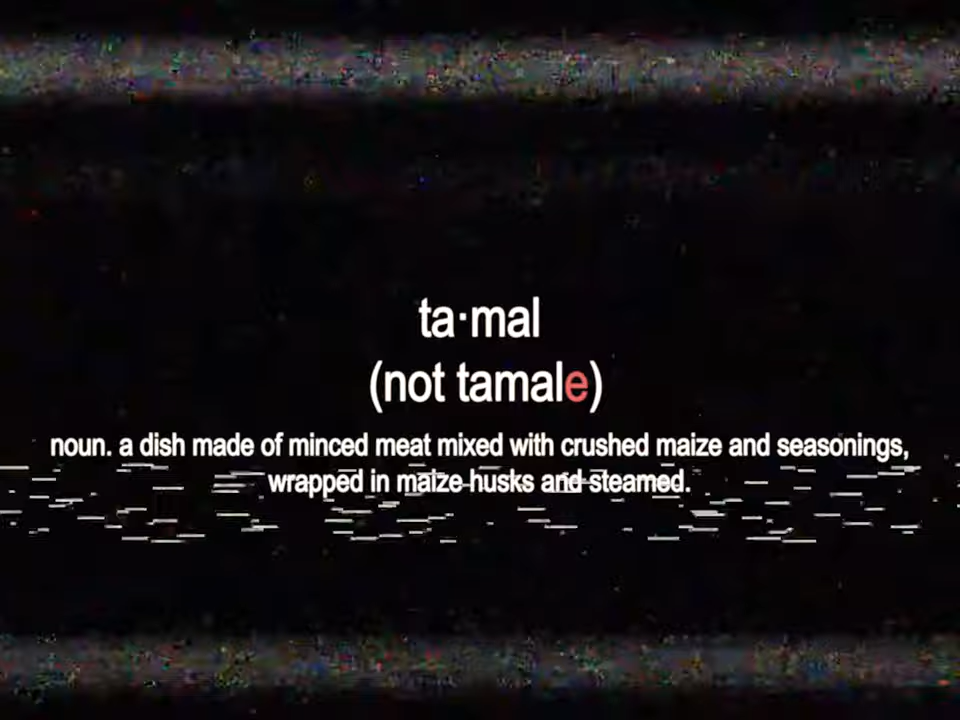 ta·mal
(not tamale)
noun. a dish made of minced meat mixed with crushed maize and seasonings,
wrapped in maize husks and steamed.